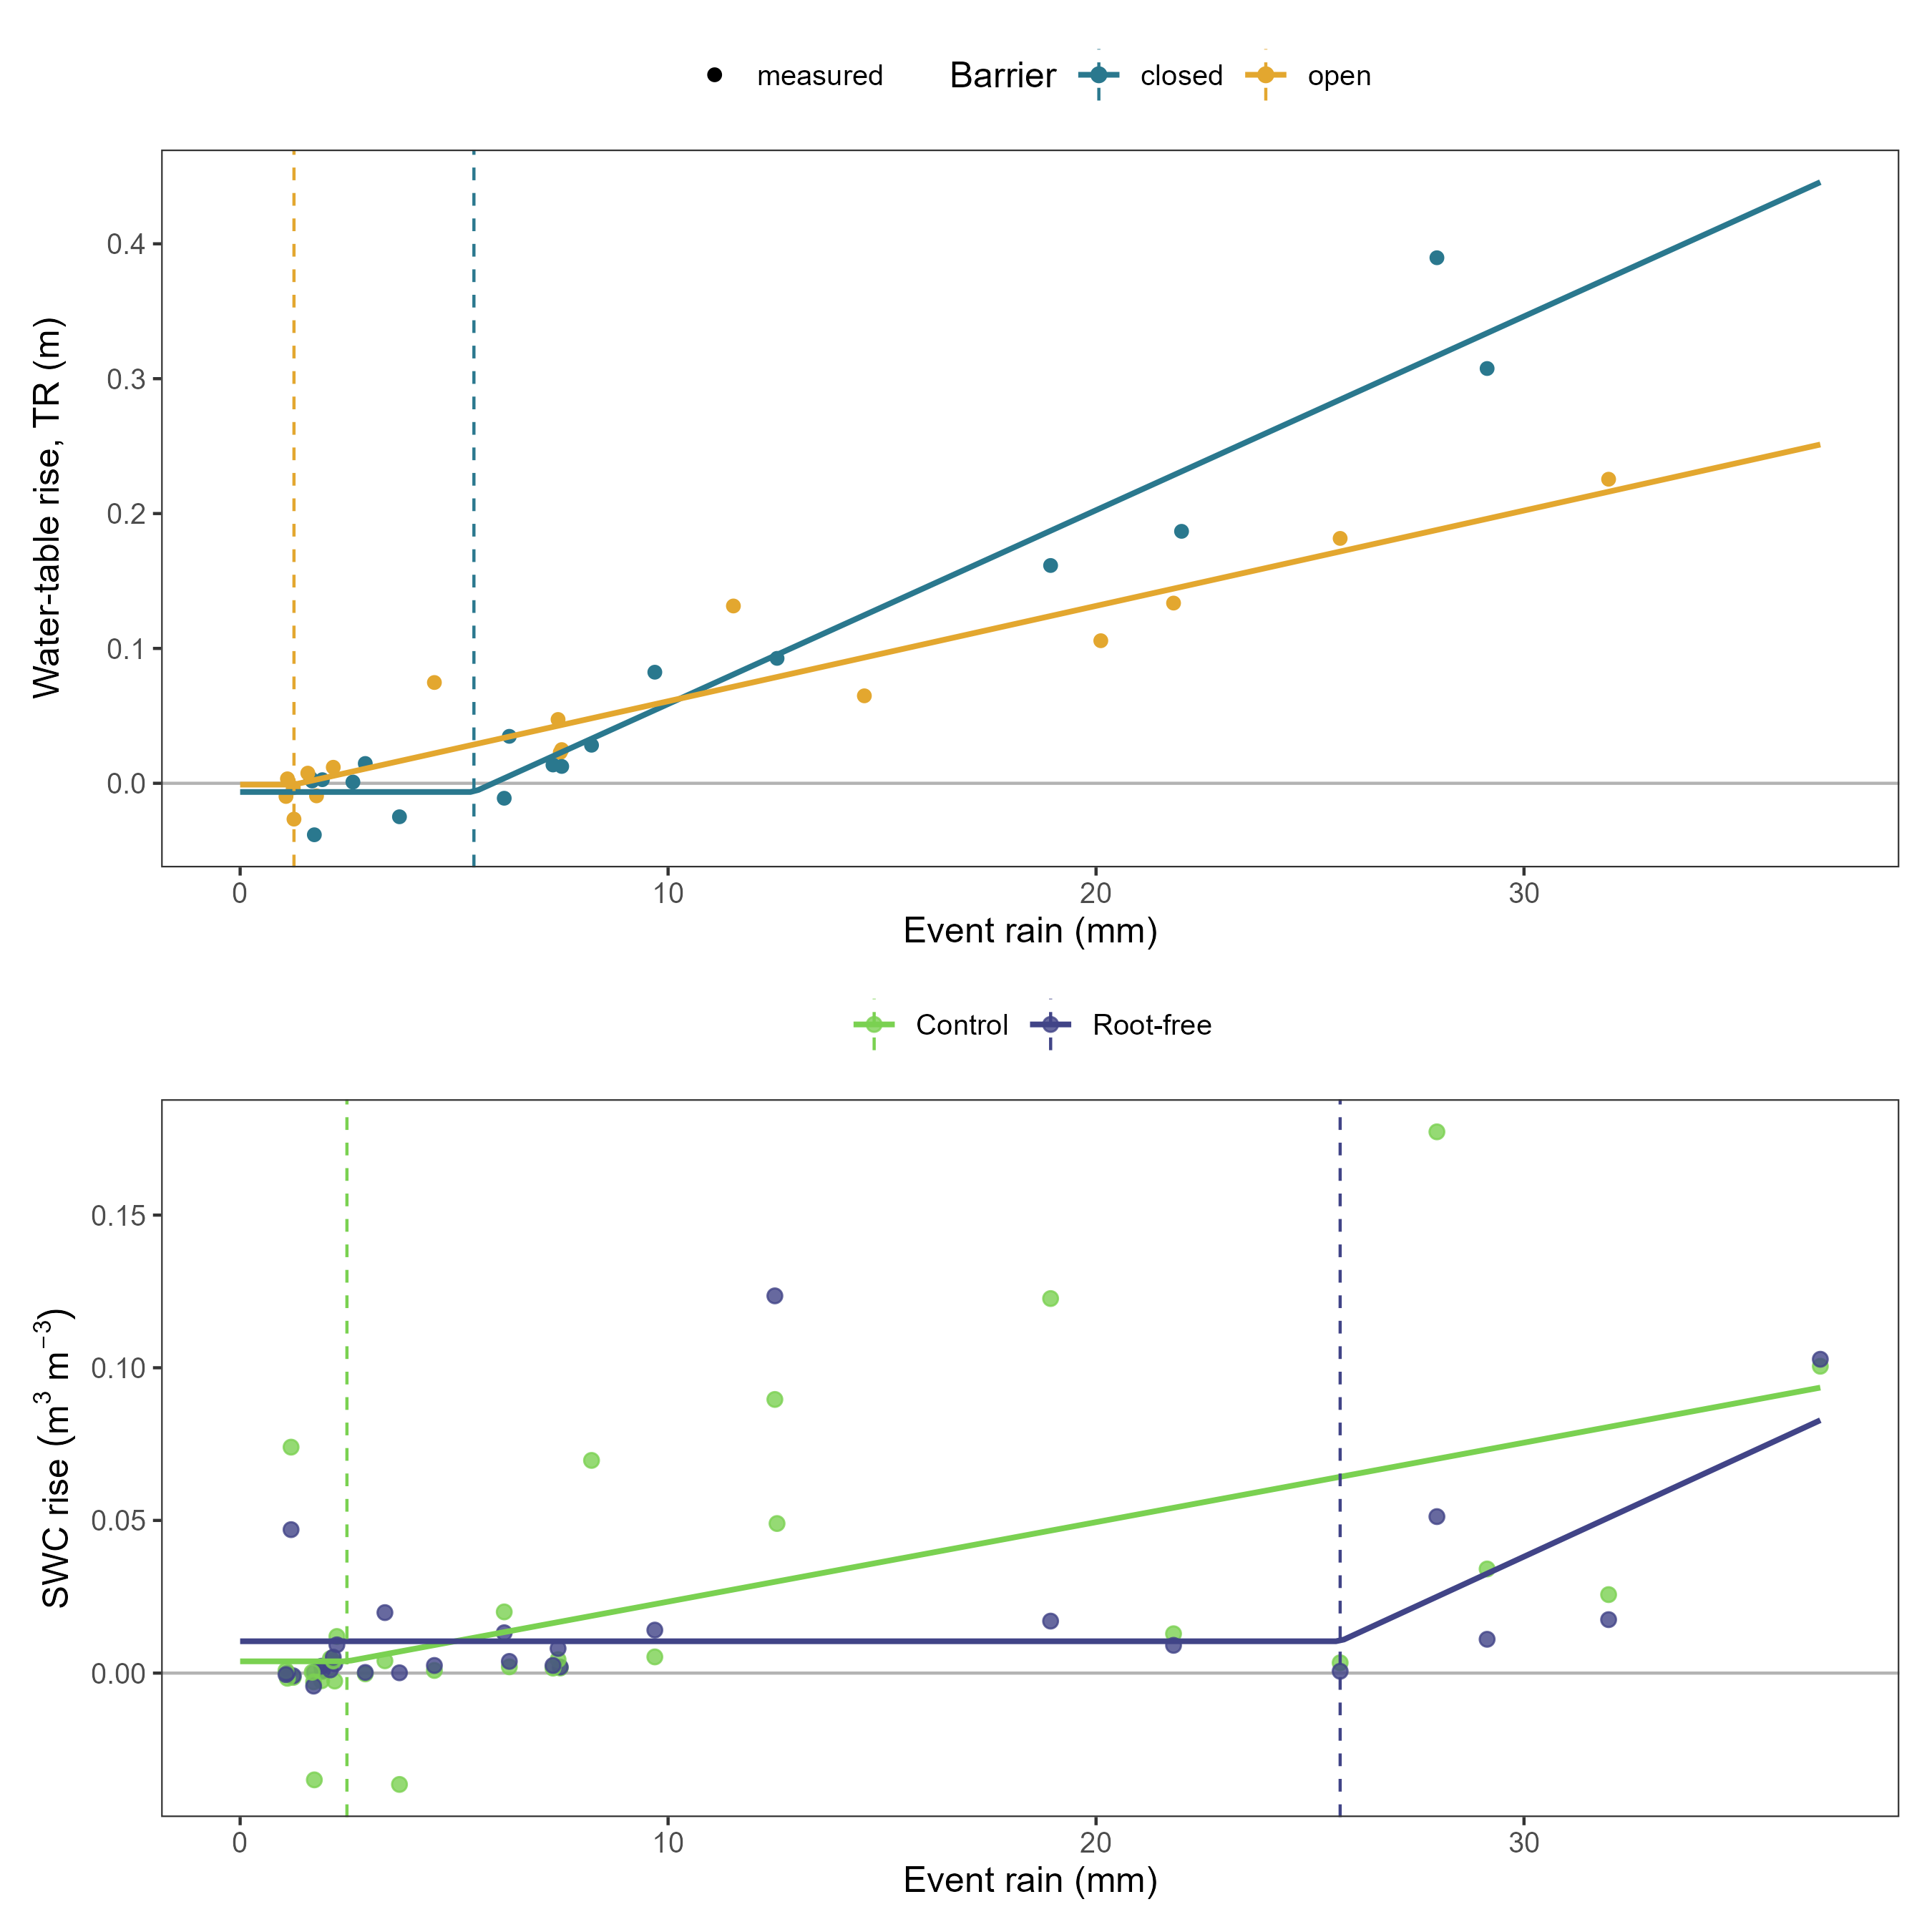 measured Barrier closed open
Water-table rise, TR (m)
0.4
0.3
0.2
0.1
0.0
0 10 20 30
Event rain (mm)
Control Root-free
SWC rise (m³ m⁻³)
0.15
0.10
0.05
0.00
0 10 20 30
Event rain (mm)